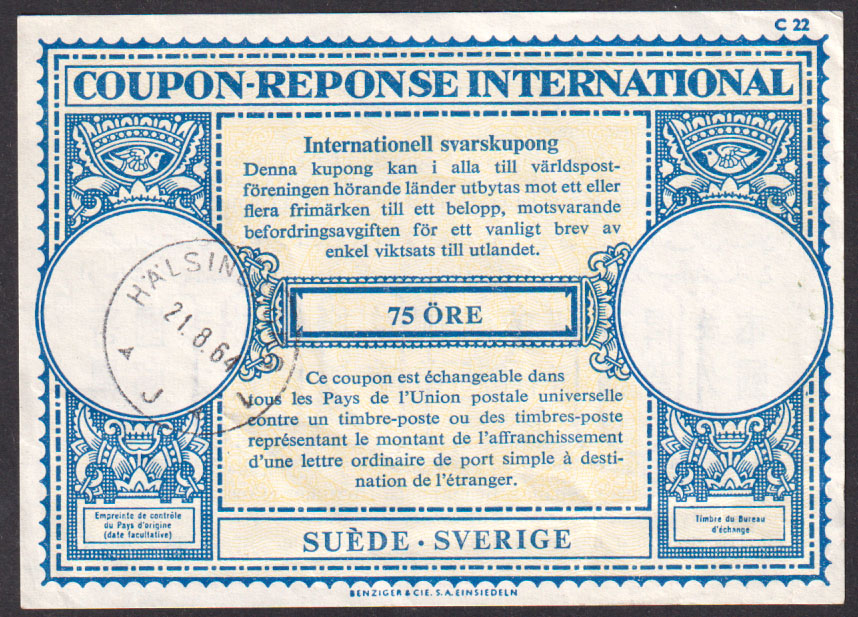 C 22
COUPON-REPONSE INTERNATIONAL
Internationell svarskupong
Denna kupong kan i alla till världspost-
föreningen hörande länder utbytas mot ett eller
flera frimärken till ett belopp, motsvarande
befordringsavgiften för ett vanligt brev av
enkel viktsats till utlandet.
HÄLSING
21.8.64
75 ÖRE
Ce coupon est échangeable dans
tous les Pays de l'Union postale universelle
contre un timbre-poste ou des timbres-poste
représentant le montant de l'affranchissement
d'une lettre ordinaire de port simple à desti-
nation de l'étranger.
Empreinte de contrôle
du Pays d'origine
(date facultative)
Timbre du Bureau
d'échange
SUÈDE · SVERIGE
BENZIGER & CIE. S.A. EINSIEDELN